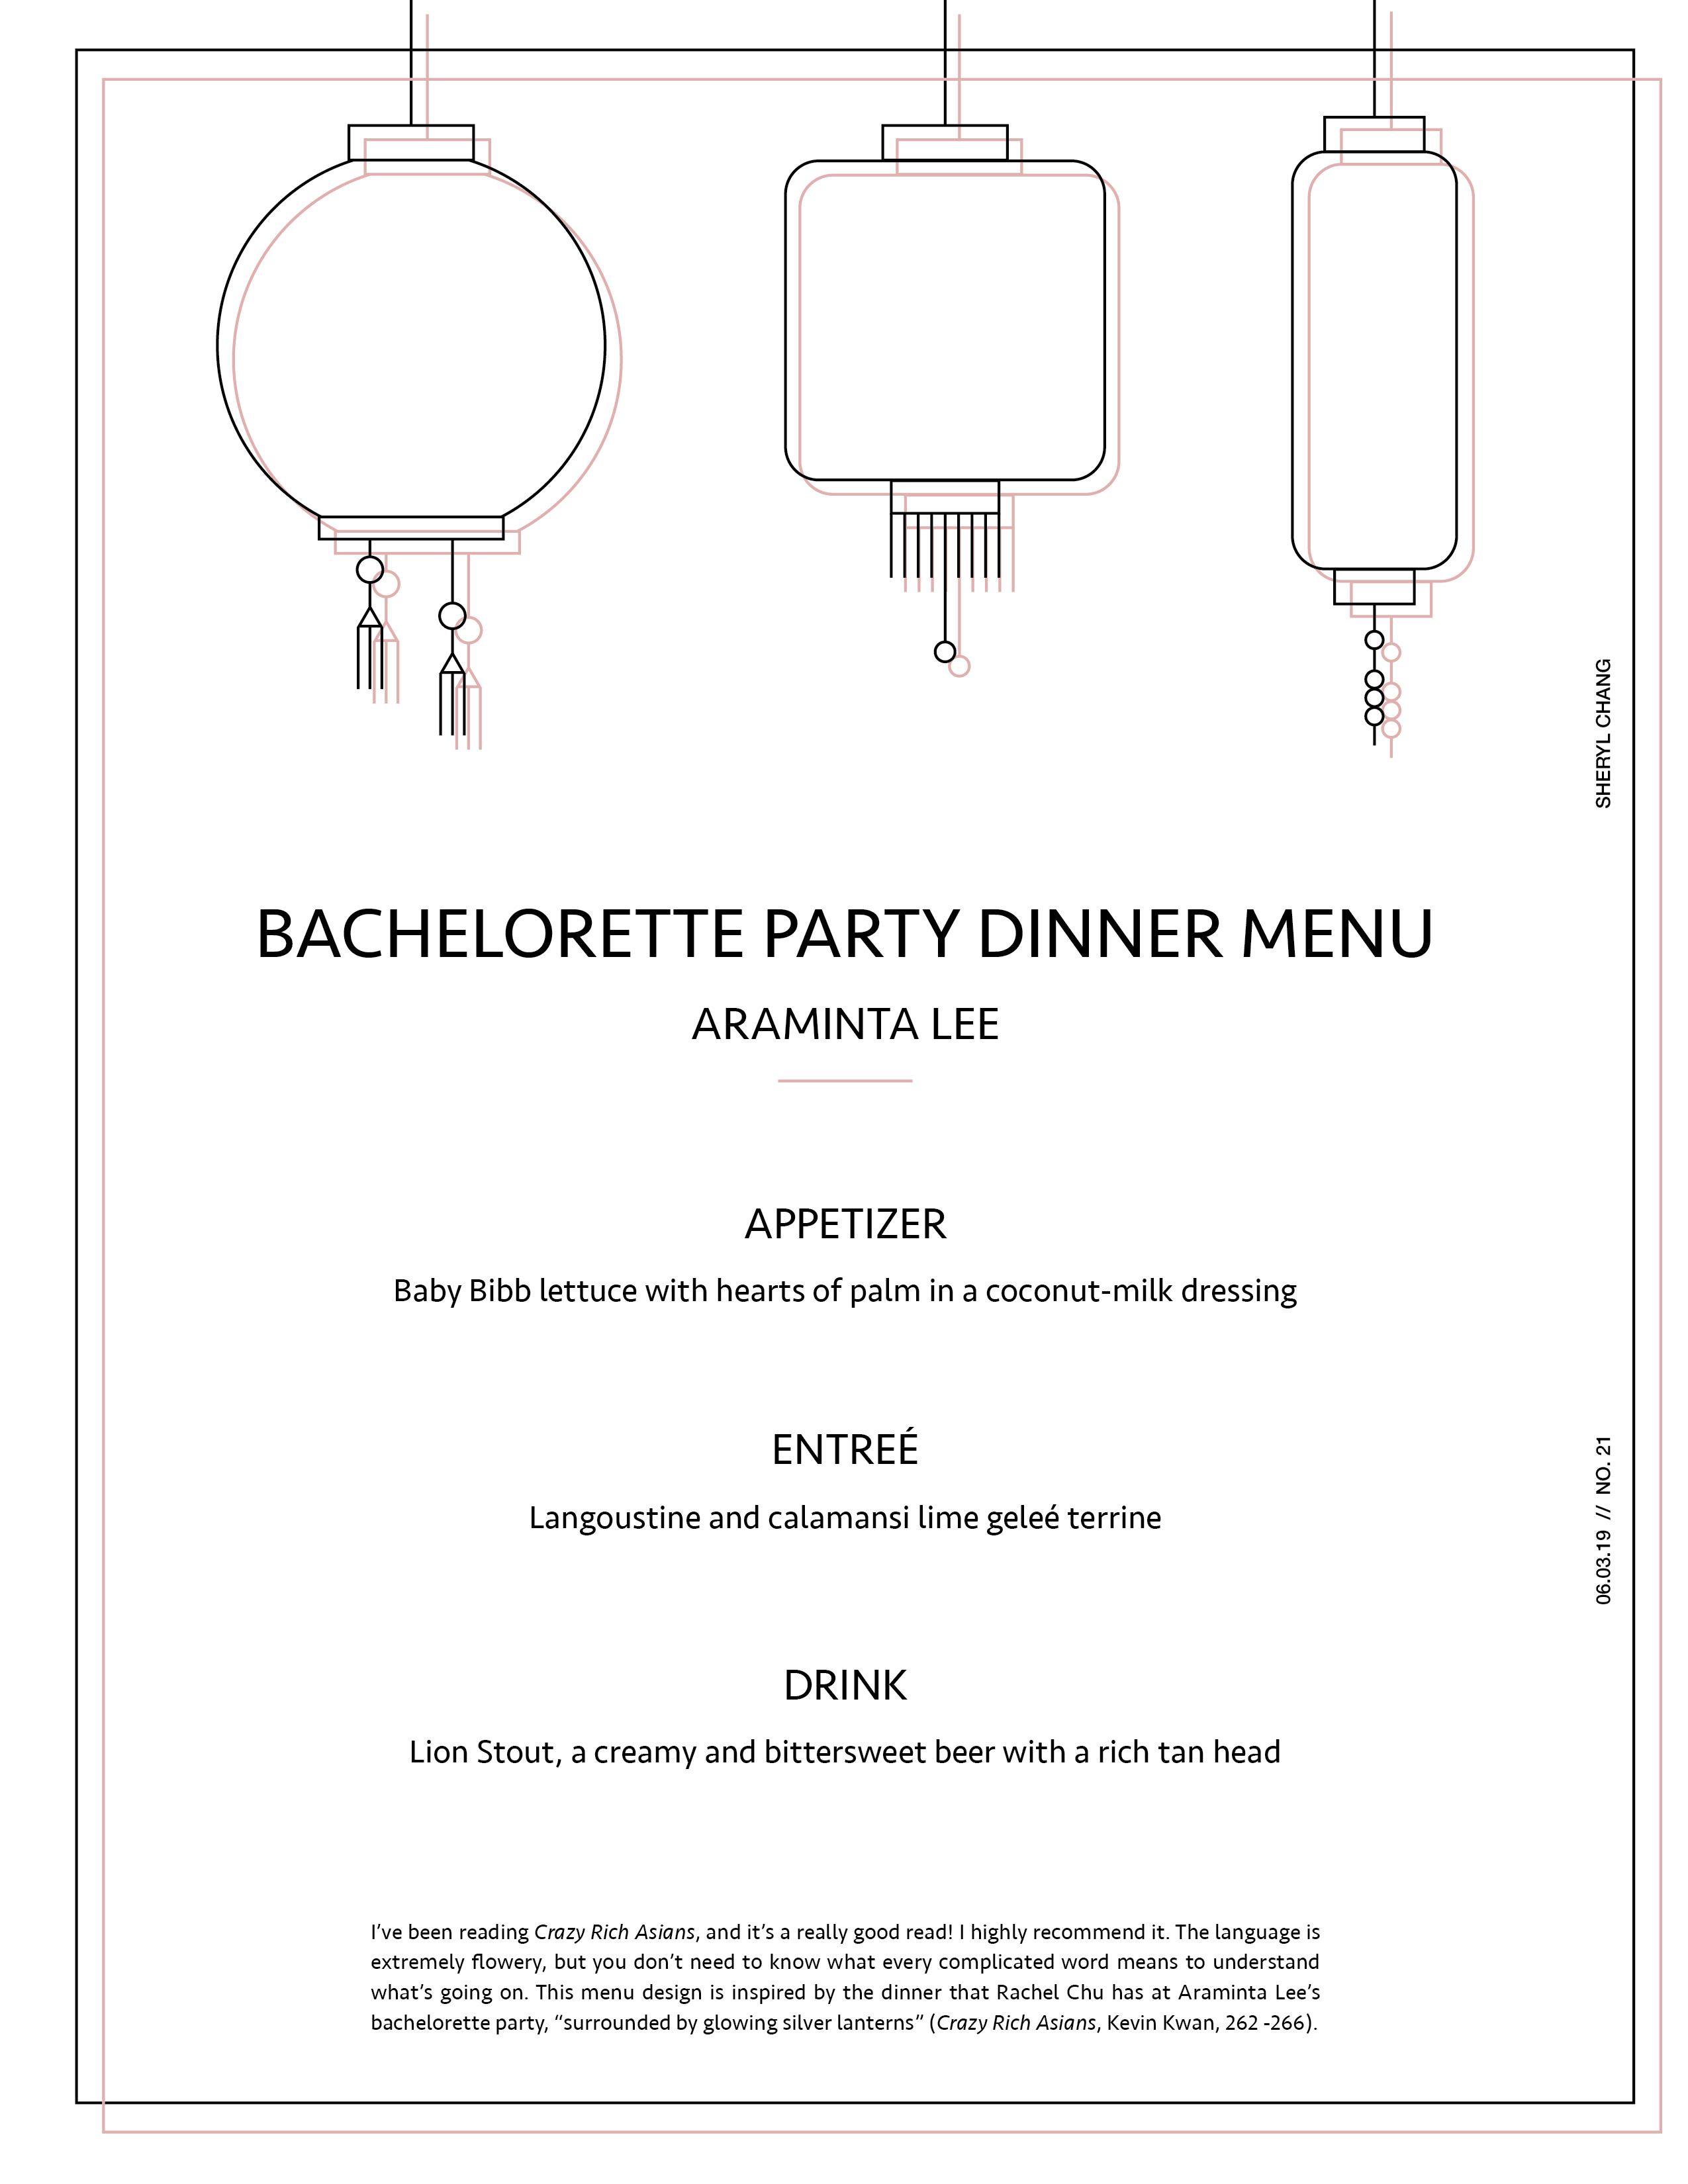 SHERYL CHANG
BACHELORETTE PARTY DINNER MENU
ARAMINTA LEE
APPETIZER
Baby Bibb lettuce with hearts of palm in a coconut-milk dressing
ENTREÉ
Langoustine and calamansi lime geleé terrine
06.03.19 // NO. 21
DRINK
Lion Stout, a creamy and bittersweet beer with a rich tan head
I’ve been reading Crazy Rich Asians, and it’s a really good read! I highly recommend it. The language is
extremely flowery, but you don’t need to know what every complicated word means to understand
what’s going on. This menu design is inspired by the dinner that Rachel Chu has at Araminta Lee’s
bachelorette party, “surrounded by glowing silver lanterns” (Crazy Rich Asians, Kevin Kwan, 262 -266).